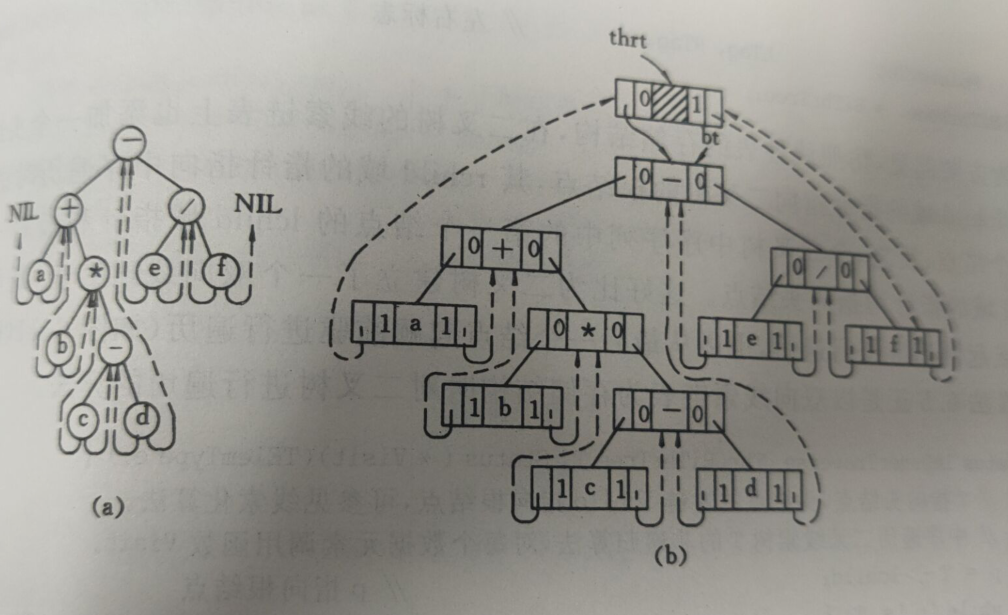 −
NIL + / NIL
a * e f
b −
c d
(a)
thrt
0 1
bt
0 − 0
0 + 0
0 / 0
1 a 1
0 * 0
1 e 1
1 f 1
1 b 1
0 − 0
1 c 1
1 d 1
(b)